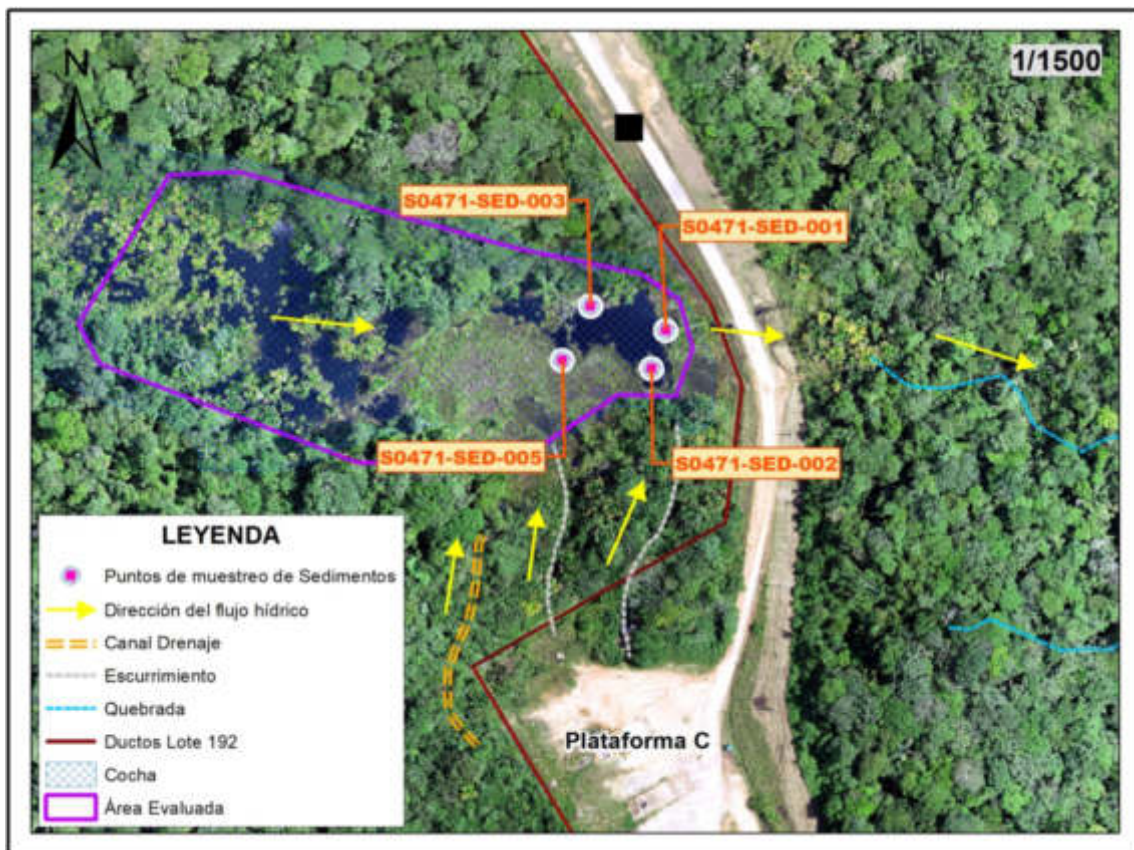 N
1/1500
S0471-SED-003
S0471-SED-001
S0471-SED-005
S0471-SED-002
LEYENDA
Puntos de muestreo de Sedimentos
Dirección del flujo hídrico
Canal Drenaje
Escurrimiento
Quebrada
Ductos Lote 192
Cocha
Área Evaluada
Plataforma C